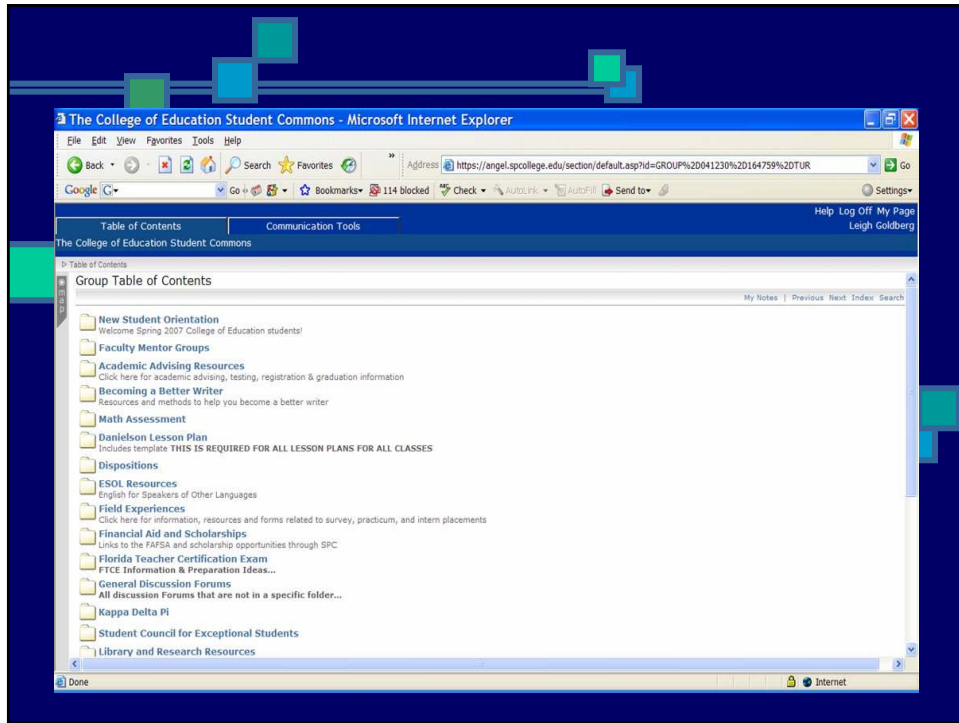 The College of Education Student Commons - Microsoft Internet Explorer
File Edit View Favorites Tools Help
Back Search Favorites » Address https://angel.spcollege.edu/section/default.asp?id=GROUP%2D041230%2D164759%2DTUR Go
Google G Go Bookmarks 114 blocked Check AutoLink AutoFill Send to Settings
Help Log Off My Page
Table of Contents Communication Tools Leigh Goldberg
The College of Education Student Commons
Table of Contents
map
Group Table of Contents
My Notes | Previous Next Index Search
New Student Orientation
Welcome Spring 2007 College of Education students!
Faculty Mentor Groups
Academic Advising Resources
Click here for academic advising, testing, registration & graduation information
Becoming a Better Writer
Resources and methods to help you become a better writer
Math Assessment
Danielson Lesson Plan
Includes template THIS IS REQUIRED FOR ALL LESSON PLANS FOR ALL CLASSES
Dispositions
ESOL Resources
English for Speakers of Other Languages
Field Experiences
Click here for information, resources and forms related to survey, practicum, and intern placements
Financial Aid and Scholarships
Links to the FAFSA and scholarship opportunities through SPC
Florida Teacher Certification Exam
FTCE Information & Preparation Ideas...
General Discussion Forums
All discussion Forums that are not in a specific folder...
Kappa Delta Pi
Student Council for Exceptional Students
Library and Research Resources
Done Internet